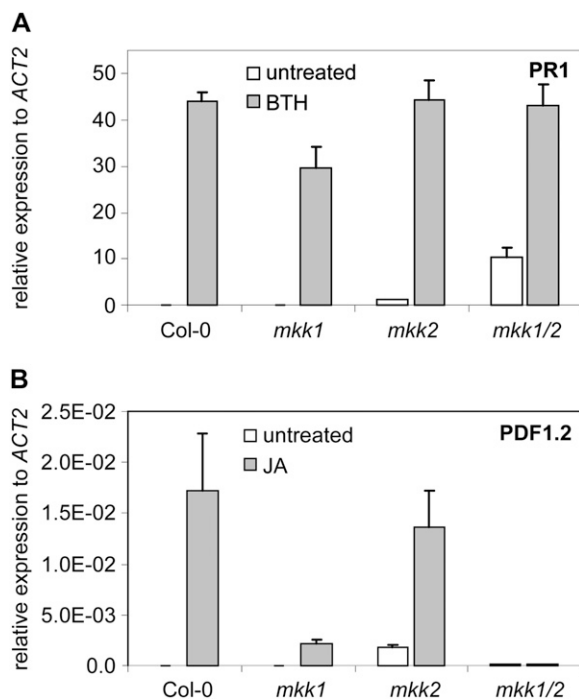 A
relative expression to ACT2
50
40
30
20
10
0
untreated
BTH
PR1
Col-0 mkk1 mkk2 mkk1/2
B
relative expression to ACT2
2.5E-02
2.0E-02
1.5E-02
1.0E-02
5.0E-03
0.0
untreated
JA
PDF1.2
Col-0 mkk1 mkk2 mkk1/2